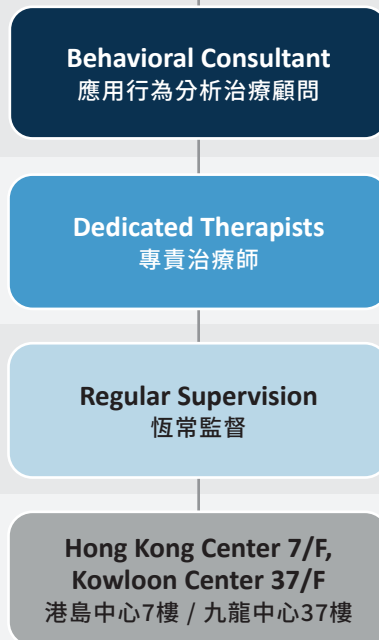 Behavioral Consultant
應用行為分析治療顧問
Dedicated Therapists
專責治療師
Regular Supervision
恆常監督
Hong Kong Center 7/F,
Kowloon Center 37/F
港島中心7樓 / 九龍中心37樓